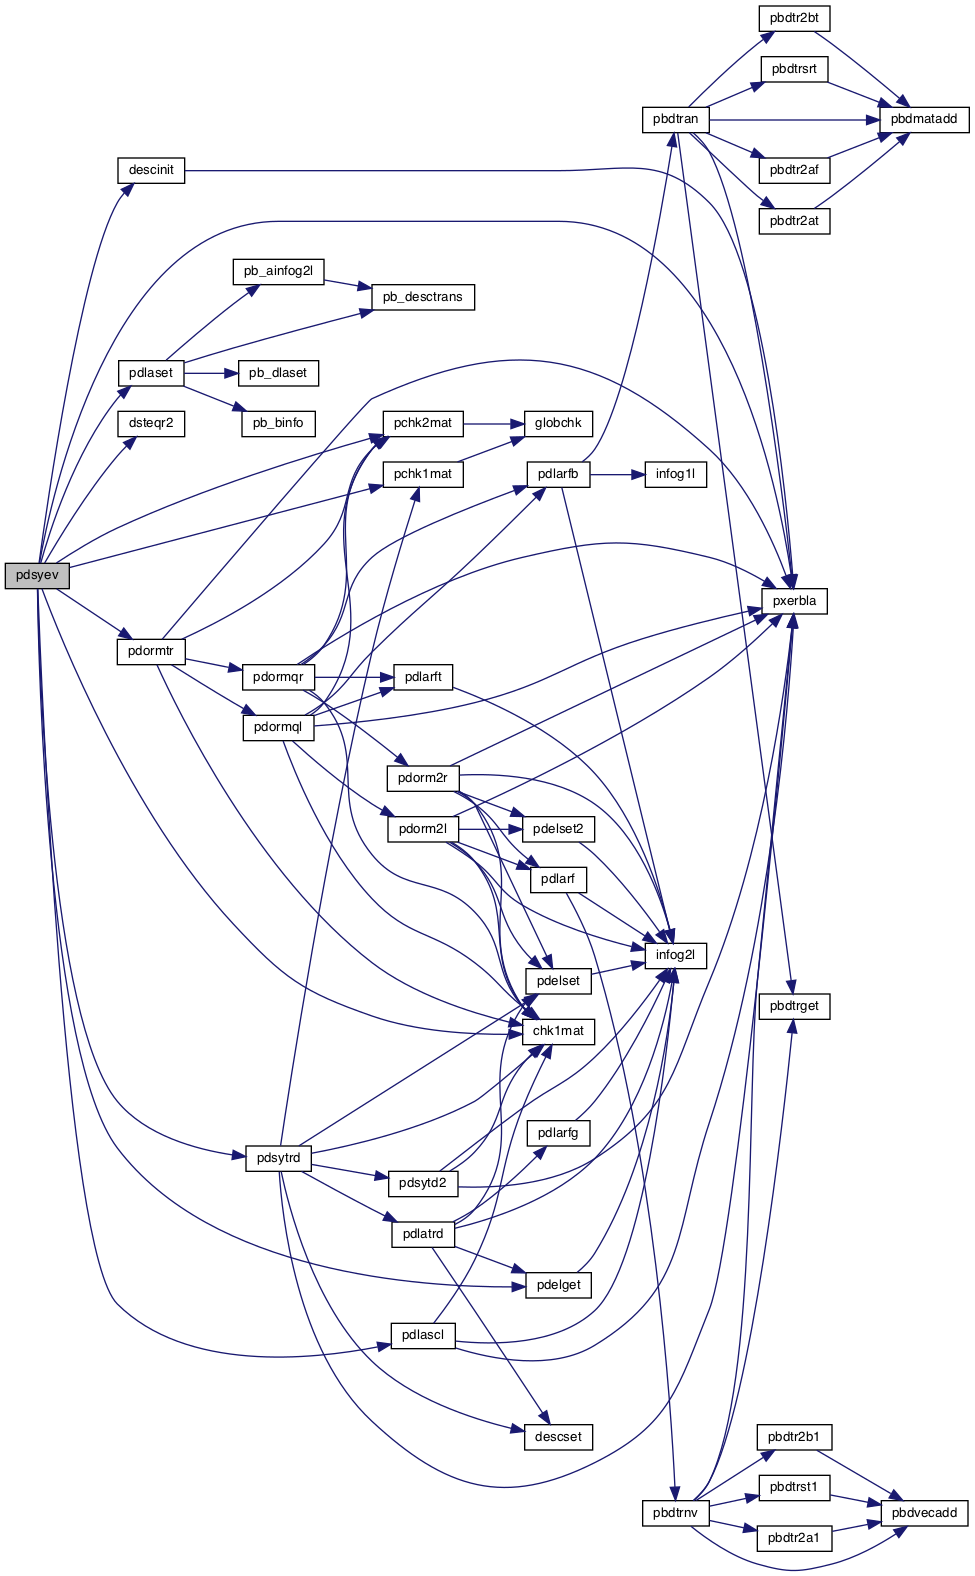 pbdtr2bt
pbdtrsrt
pbdtran
pbdmatadd
descinit
pbdtr2af
pbdtr2at
pb_ainfog2l
pb_desctrans
pdlaset
pb_dlaset
dsteqr2
pb_binfo
pchk2mat
globchk
pchk1mat
pdlarfb
infog1l
pdsyev
pxerbla
pdormtr
pdormqr
pdlarft
pdormql
pdorm2r
pdorm2l
pdelset2
pdlarf
infog2l
pdelset
pbdtrget
chk1mat
pdlarfg
pdsytrd
pdsytd2
pdlatrd
pdelget
pdlascl
descset
pbdtr2b1
pbdtrst1
pbdtrnv
pbdvecadd
pbdtr2a1